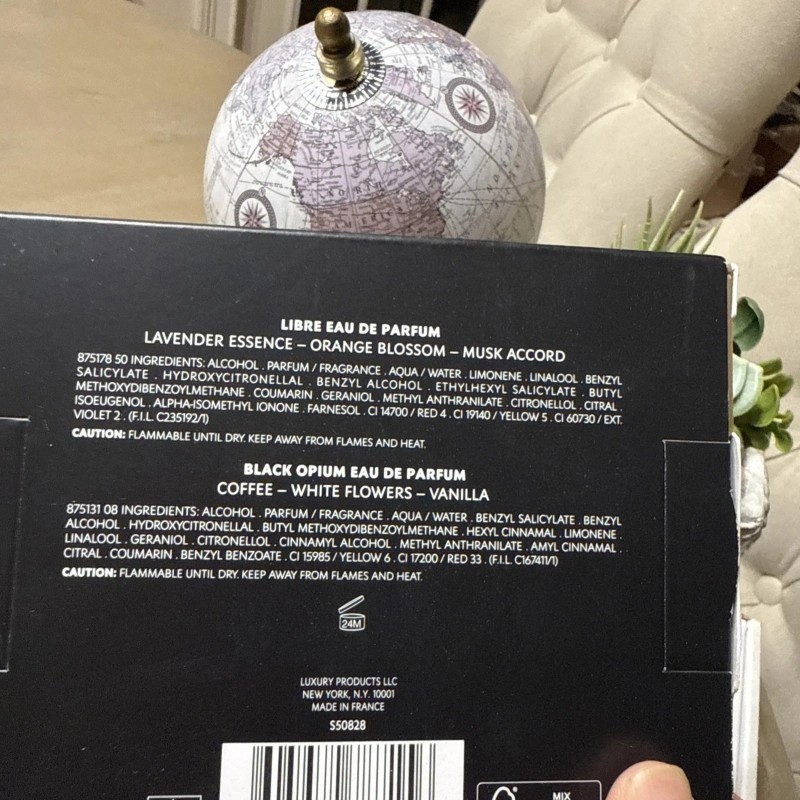 LIBRE EAU DE PARFUM
LAVENDER ESSENCE – ORANGE BLOSSOM – MUSK ACCORD
875178 50 INGREDIENTS: ALCOHOL . PARFUM / FRAGRANCE . AQUA / WATER . LIMONENE . LINALOOL . BENZYL
SALICYLATE . HYDROXYCITRONELLAL . BENZYL ALCOHOL . ETHYLHEXYL SALICYLATE . BUTYL
METHOXYDIBENZOYLMETHANE . COUMARIN . GERANIOL . METHYL ANTHRANILATE . CITRONELLOL . CITRAL .
ISOEUGENOL . ALPHA-ISOMETHYL IONONE . FARNESOL . CI 14700 / RED 4 . CI 19140 / YELLOW 5 . CI 60730 / EXT.
VIOLET 2 . (F.I.L. C235192/1)
CAUTION: FLAMMABLE UNTIL DRY. KEEP AWAY FROM FLAMES AND HEAT.
BLACK OPIUM EAU DE PARFUM
COFFEE – WHITE FLOWERS – VANILLA
875131 08 INGREDIENTS: ALCOHOL . PARFUM / FRAGRANCE . AQUA / WATER . BENZYL SALICYLATE . BENZYL
ALCOHOL . HYDROXYCITRONELLAL . BUTYL METHOXYDIBENZOYLMETHANE . HEXYL CINNAMAL . LIMONENE .
LINALOOL . GERANIOL . CITRONELLOL . CINNAMYL ALCOHOL . METHYL ANTHRANILATE . AMYL CINNAMAL .
CITRAL . COUMARIN . BENZYL BENZOATE . CI 15985 / YELLOW 6 . CI 17200 / RED 33 . (F.I.L. C167411/1)
CAUTION: FLAMMABLE UNTIL DRY. KEEP AWAY FROM FLAMES AND HEAT.
24M
LUXURY PRODUCTS LLC
NEW YORK, N.Y. 10001
MADE IN FRANCE
S50828
MIX